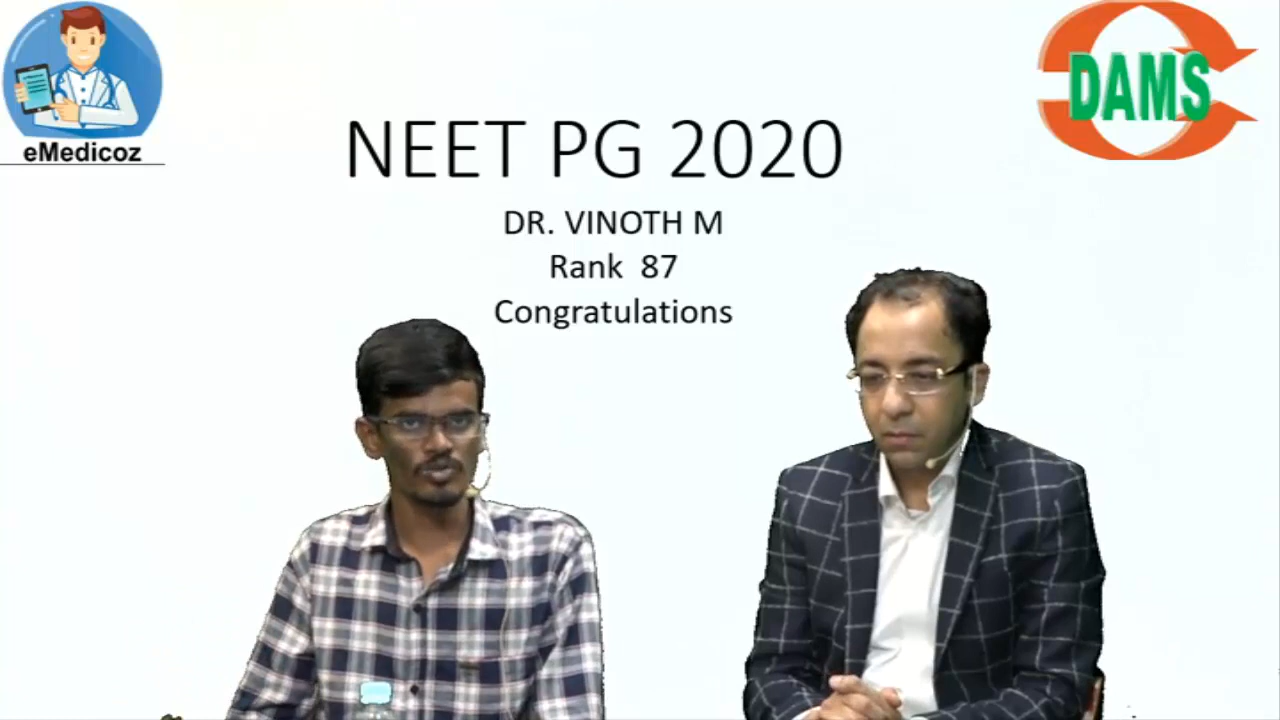 eMedicoz
DAMS
NEET PG 2020
DR. VINOTH M
Rank 87
Congratulations